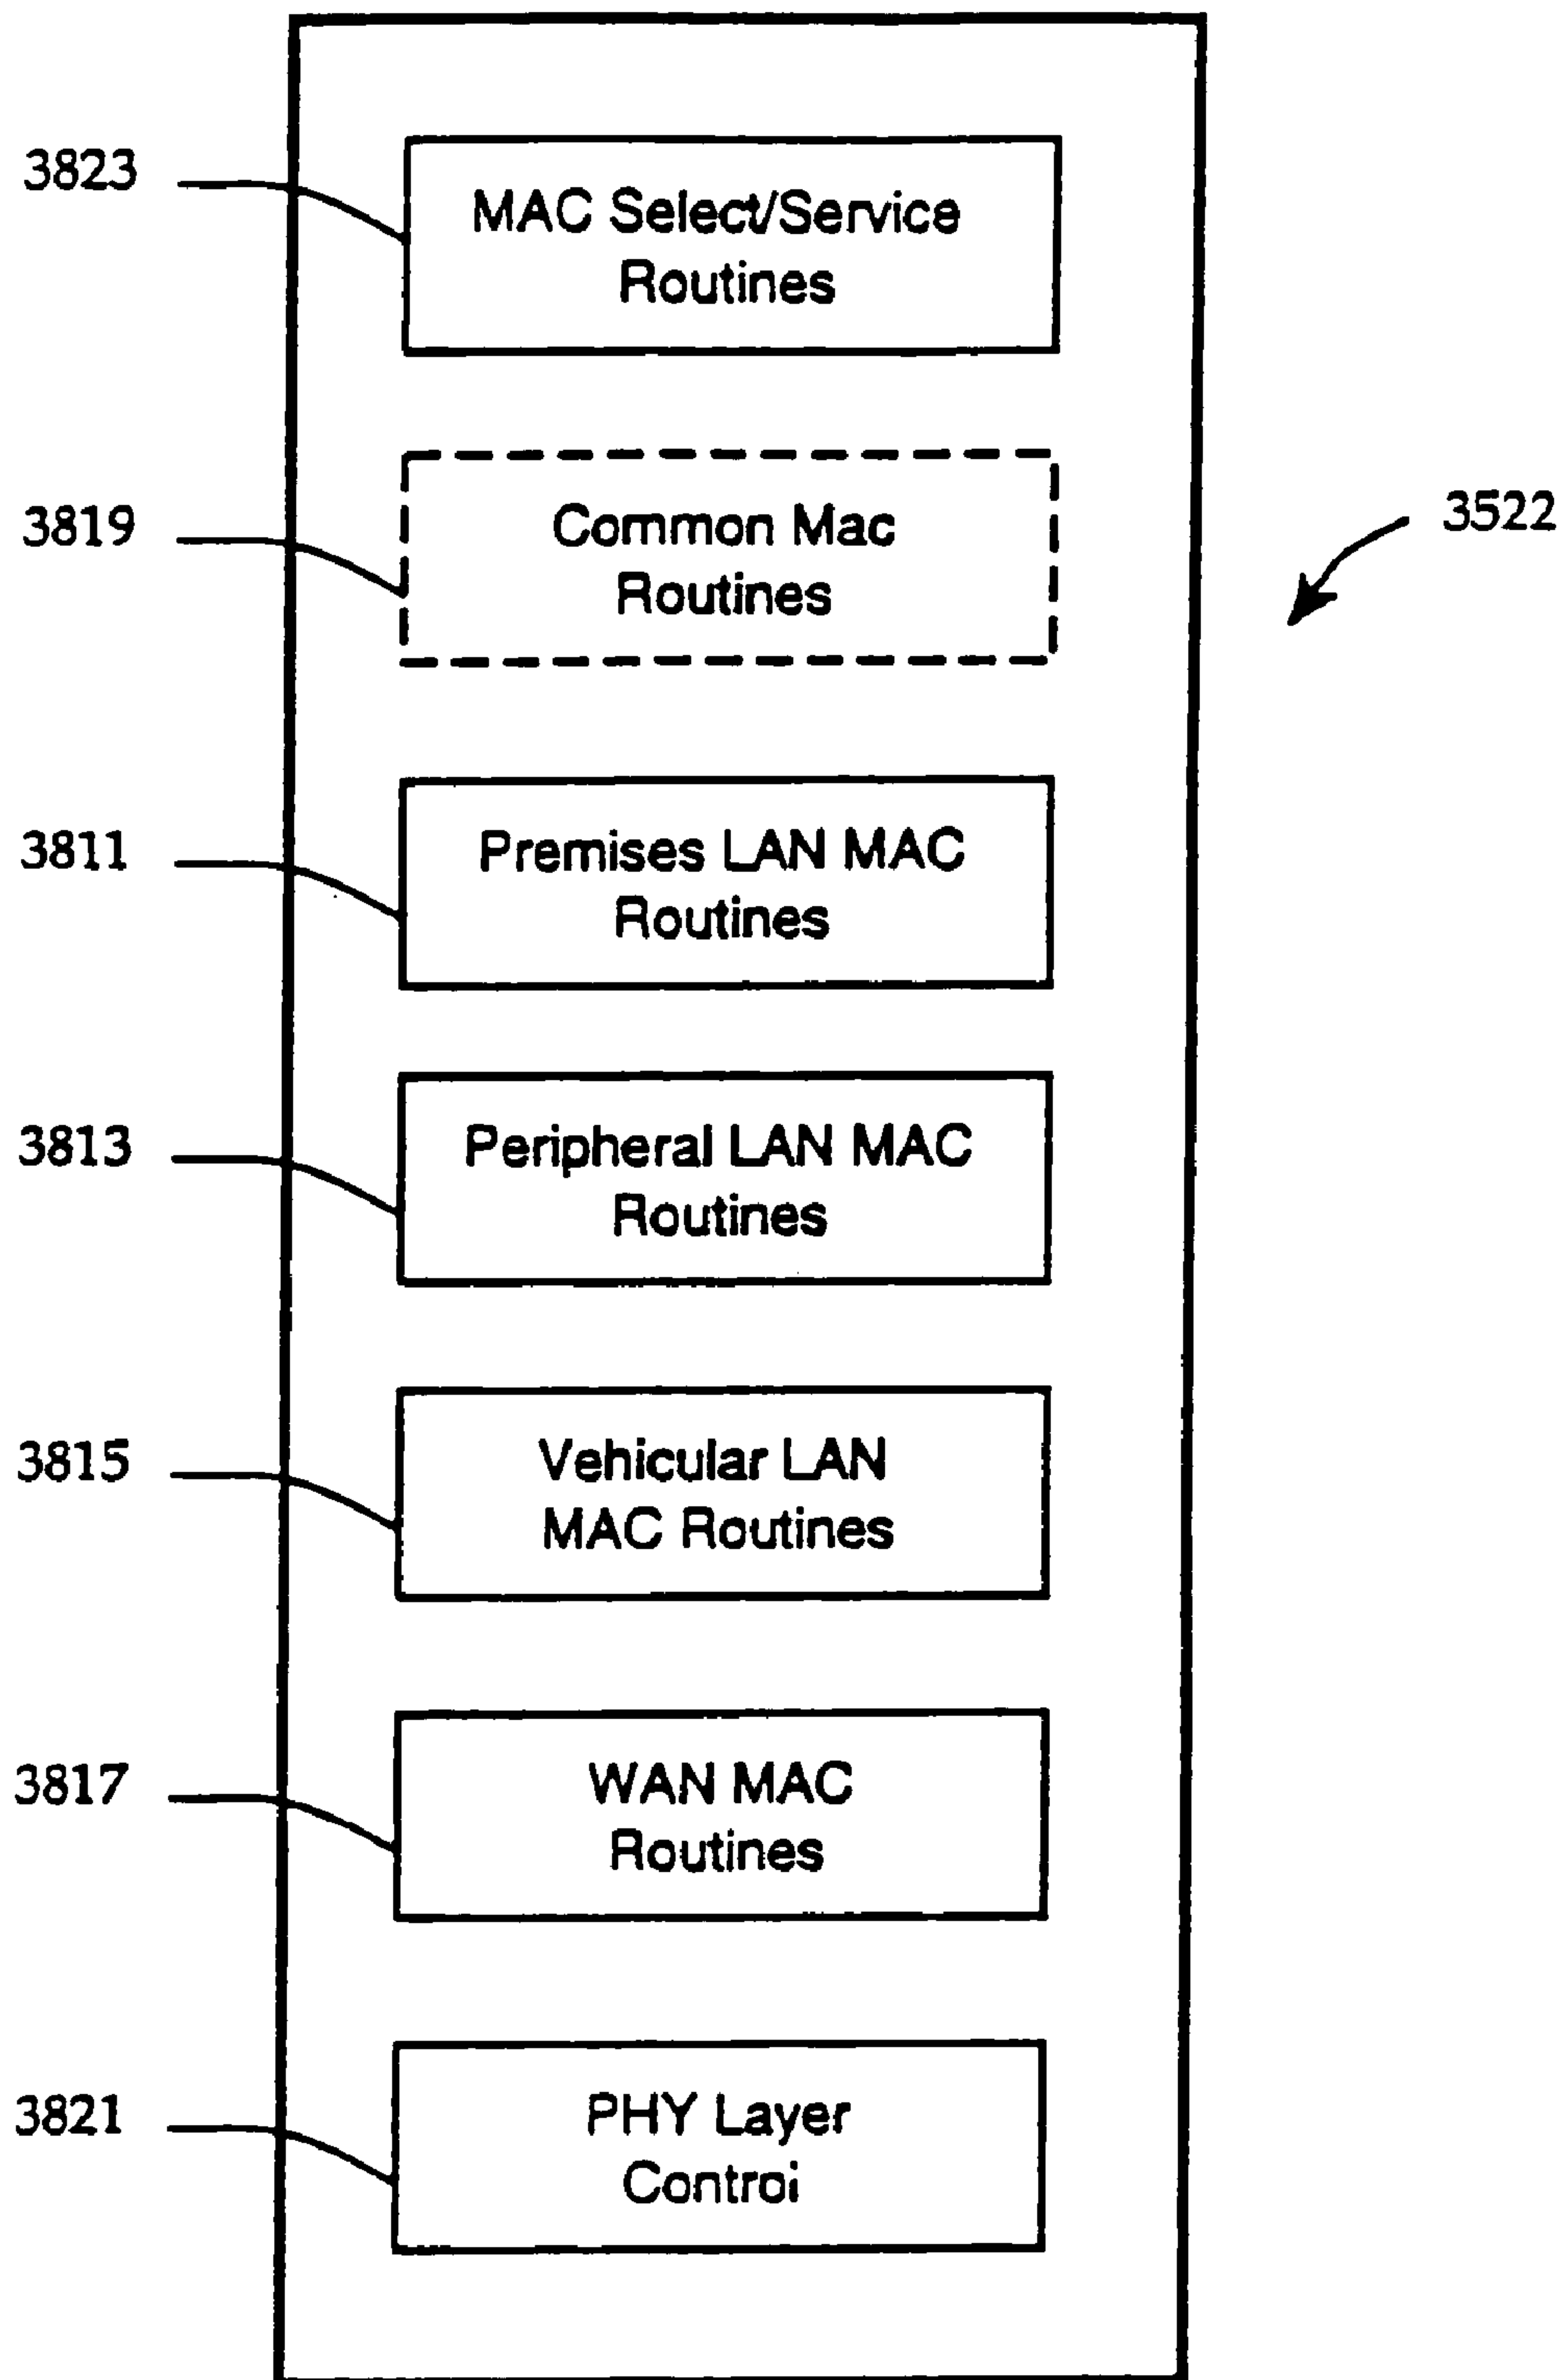 3823
MAC Select/Service
Routines
3819
Common Mac
Routines
3522
3811
Premises LAN MAC
Routines
3813
Peripheral LAN MAC
Routines
3815
Vehicular LAN
MAC Routines
3817
WAN MAC
Routines
3821
PHY Layer
Control